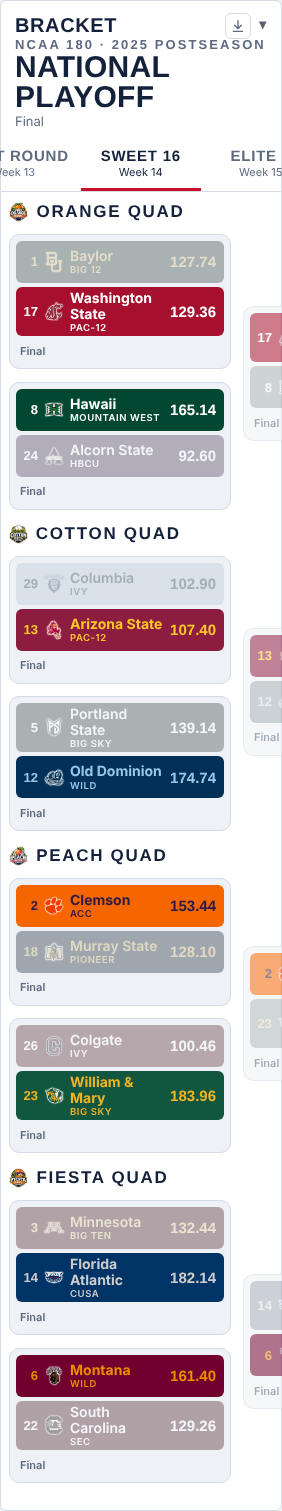 BRACKET
▼
NCAA 180 · 2025 POSTSEASON
NATIONAL
PLAYOFF
Final
T ROUND
SWEET 16
ELITE
eek 13
Week 14
Week 15
ORANGE QUAD
1 Baylor 127.74
BIG 12
17 Washington
State 129.36
PAC-12
Final
8 Hawaii 165.14
MOUNTAIN WEST
24 Alcorn State 92.60
HBCU
Final
17
8
Final
COTTON QUAD
29 Columbia 102.90
IVY
13 Arizona State 107.40
PAC-12
Final
5 Portland
State 139.14
BIG SKY
12 Old Dominion 174.74
WILD
Final
13
12
Final
PEACH QUAD
2 Clemson 153.44
ACC
18 Murray State 128.10
PIONEER
Final
26 Colgate 100.46
IVY
23 William &
Mary 183.96
BIG SKY
Final
2
23
Final
FIESTA QUAD
3 Minnesota 132.44
BIG TEN
14 Florida
Atlantic 182.14
CUSA
Final
6 Montana 161.40
WILD
22 South
Carolina 129.26
SEC
Final
14
6
Final